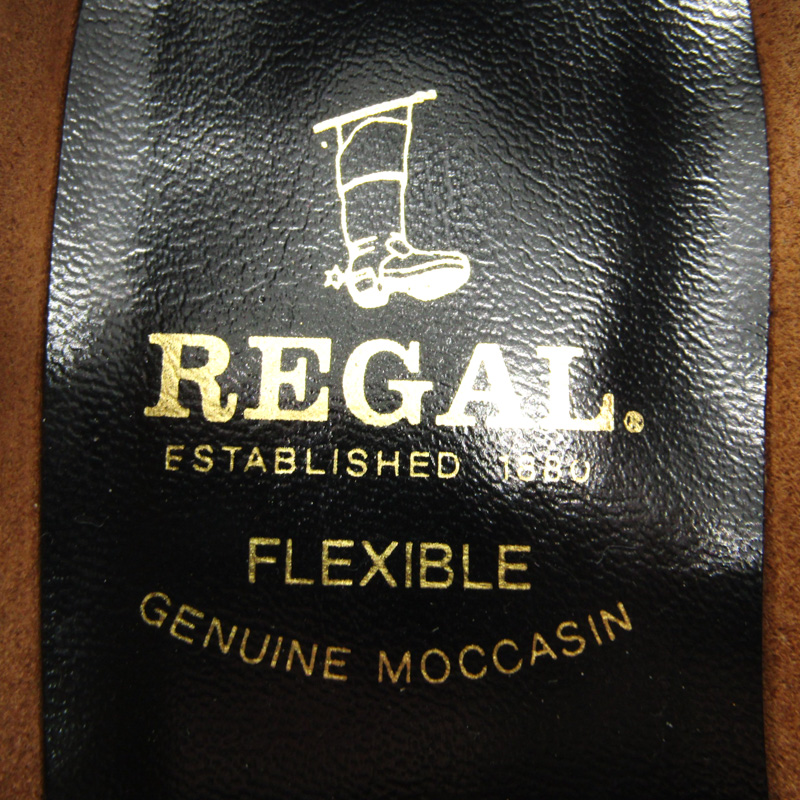 REGAL.®
ESTABLISHED 1880
FLEXIBLE
GENUINE MOCCASIN